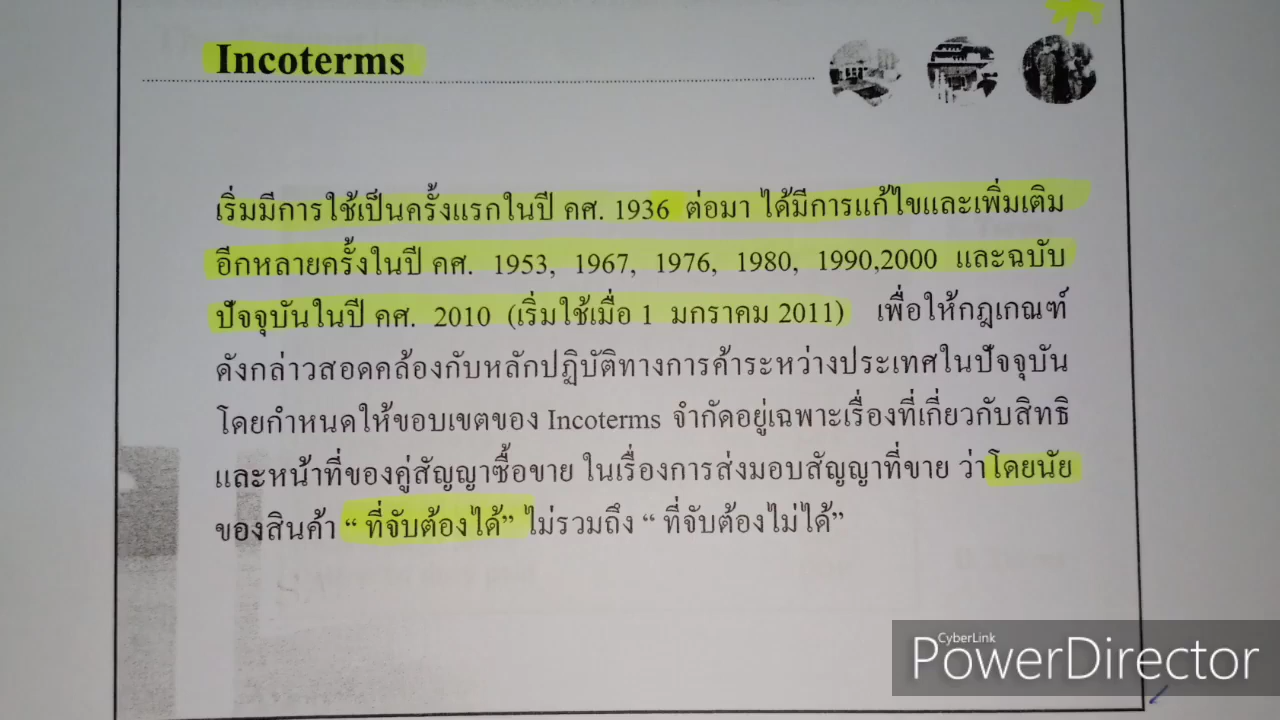 Incoterms
เริ่มมีการใช้เป็นครั้งแรกในปี คศ. 1936 ต่อมา ได้มีการแก้ไขและเพิ่มเติม
อีกหลายครั้งในปี คศ. 1953, 1967, 1976, 1980, 1990,2000 และฉบับ
ปัจจุบันในปี คศ. 2010 (เริ่มใช้เมื่อ 1 มกราคม 2011) เพื่อให้กฎเกณฑ์
ดังกล่าวสอดคล้องกับหลักปฏิบัติทางการค้าระหว่างประเทศในปัจจุบัน
โดยกำหนดให้ขอบเขตของ Incoterms จำกัดอยู่เฉพาะเรื่องที่เกี่ยวกับสิทธิ
และหน้าที่ของคู่สัญญาซื้อขาย ในเรื่องการส่งมอบสัญญาที่ขาย ว่าโดยนัย
ของสินค้า “ ที่จับต้องได้” ไม่รวมถึง “ ที่จับต้องไม่ได้”
CyberLink
PowerDirector